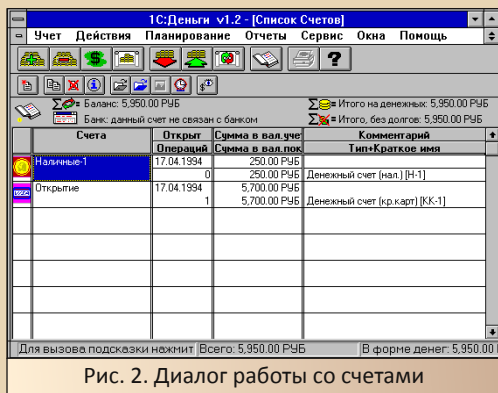 1С:Деньги v1.2 - [Список Счетов]
Учет Действия Планирование Отчеты Сервис Окна Помощь
Баланс: 5,950.00 РУБ
Итого на денежных: 5,950.00 РУБ
Банк: данный счет не связан с банком
Итого, без долгов: 5,950.00 РУБ
Счета Открыт Сумма в вал.уче Комментарий
Операций Сумма в вал.пок Тип+Краткое имя
Наличные-1 17.04.1994 250.00 РУБ
0 250.00 РУБ Денежный счет (нал.) [Н-1]
Открытие 17.04.1994 5,700.00 РУБ
1 5,700.00 РУБ Денежный счет (кр.карт) [КК-1]
Для вызова подсказки нажмит Всего: 5,950.00 РУБ В форме денег: 5,950.00
Рис. 2. Диалог работы со счетами